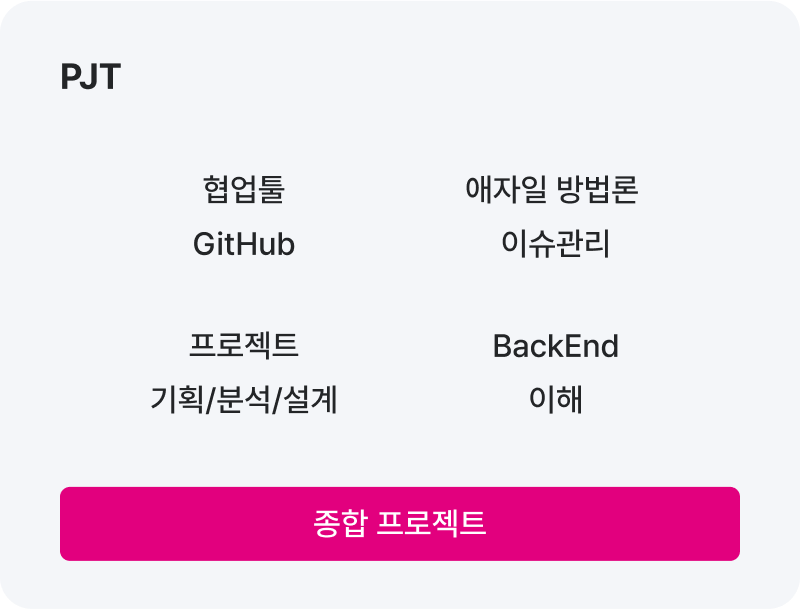 PJT
협업툴
GitHub
애자일 방법론
이슈관리
프로젝트
기획/분석/설계
BackEnd
이해
종합 프로젝트